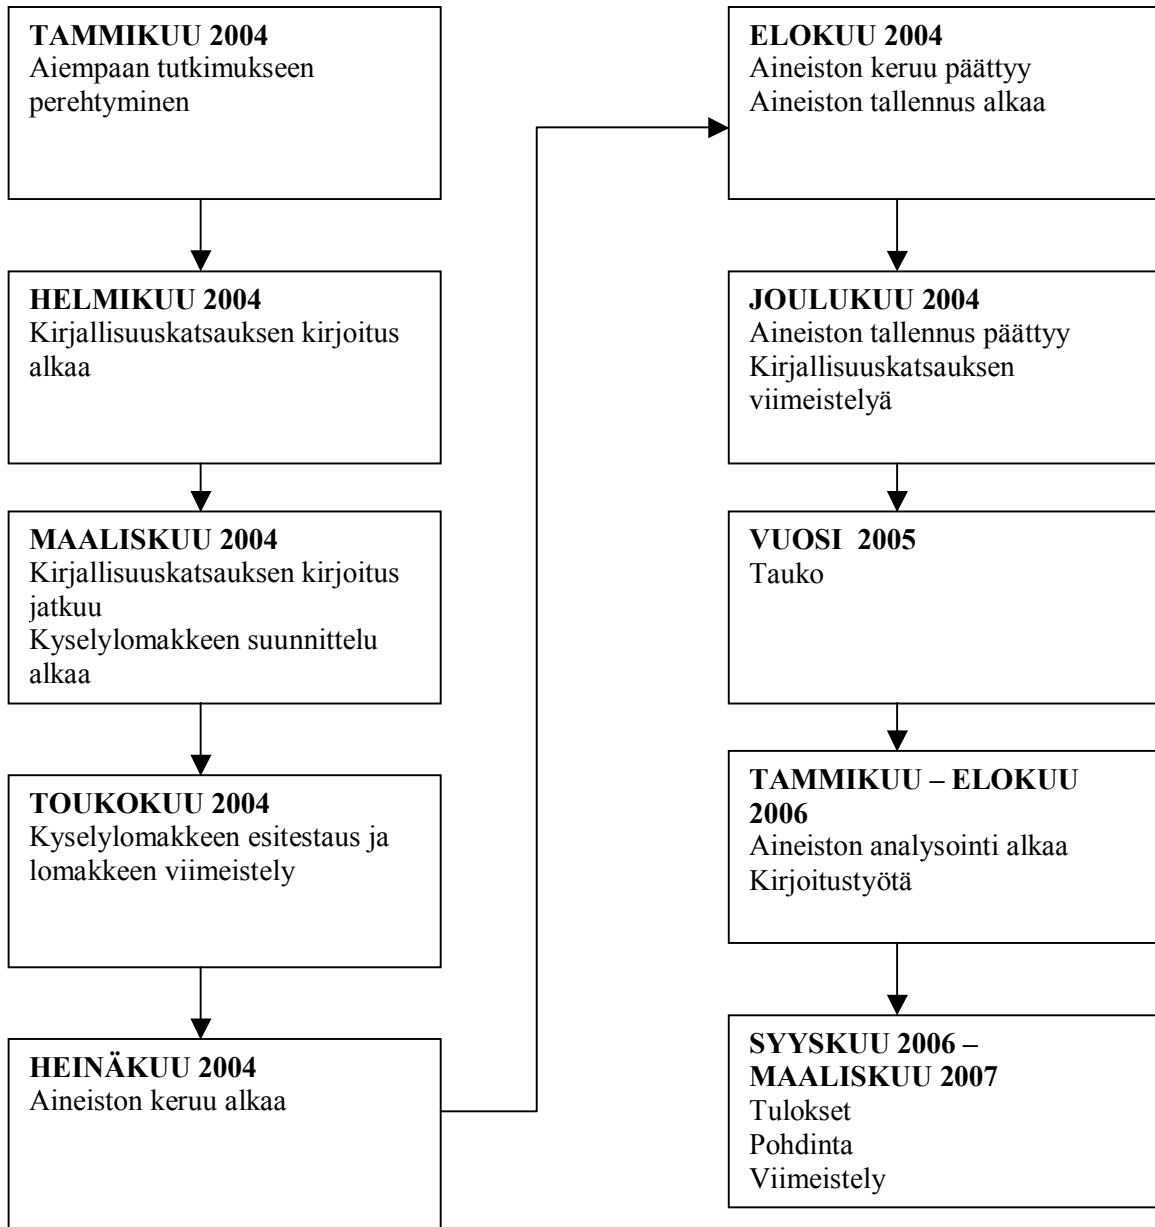 TAMMIKUU 2004
Aiempaan tutkimukseen
perehtyminen
HELMIKUU 2004
Kirjallisuuskatsauksen kirjoitus
alkaa
MAALISKUU 2004
Kirjallisuuskatsauksen kirjoitus
jatkuu
Kyselylomakkeen suunnittelu
alkaa
TOUKOKUU 2004
Kyselylomakkeen esitestaus ja
lomakkeen viimeistely
HEINÄKUU 2004
Aineiston keruu alkaa
ELOKUU 2004
Aineiston keruu päättyy
Aineiston tallennus alkaa
JOULUKUU 2004
Aineiston tallennus päättyy
Kirjallisuuskatsauksen
viimeistelyä
VUOSI 2005
Tauko
TAMMIKUU – ELOKUU
2006
Aineiston analysointi alkaa
Kirjoitustyötä
SYYSKUU 2006 –
MAALISKUU 2007
Tulokset
Pohdinta
Viimeistely